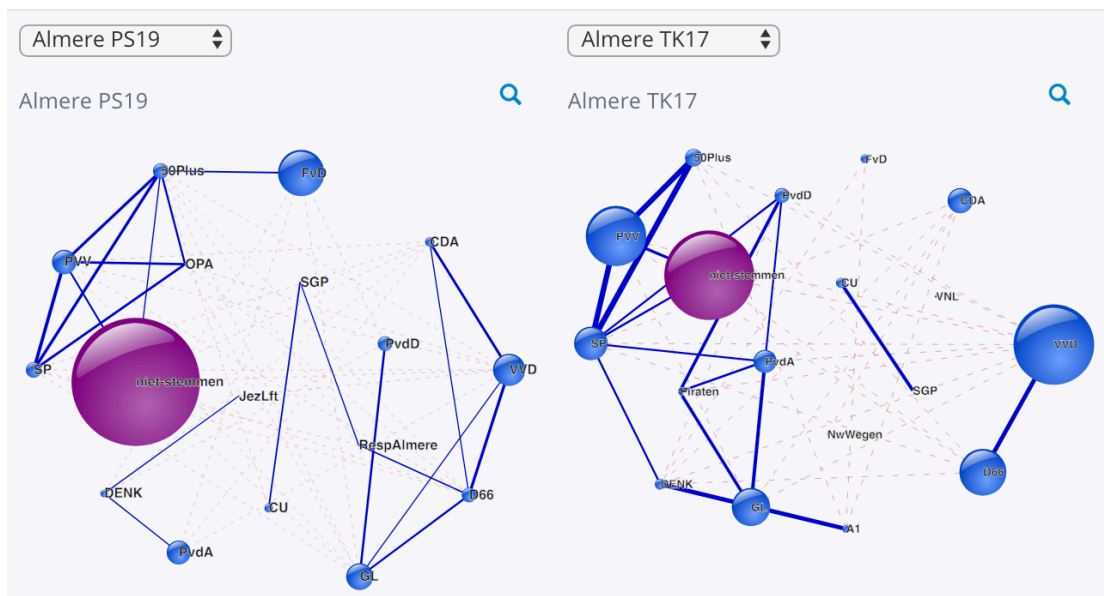 Almere PS19
Almere TK17
Almere PS19
Almere TK17
50Plus
FvD
PVV
OPA
CDA
SGP
SP
niet-stemmen
PvdD
VVD
JezLft
RespAlmere
DENK
CU
D66
PvdA
GL
50Plus
FvD
PvdD
CDA
PVV
niet-stemmen
CU
VNL
SP
VVD
PvdA
Piraten
SGP
NwWegen
D66
DENK
GL
A1